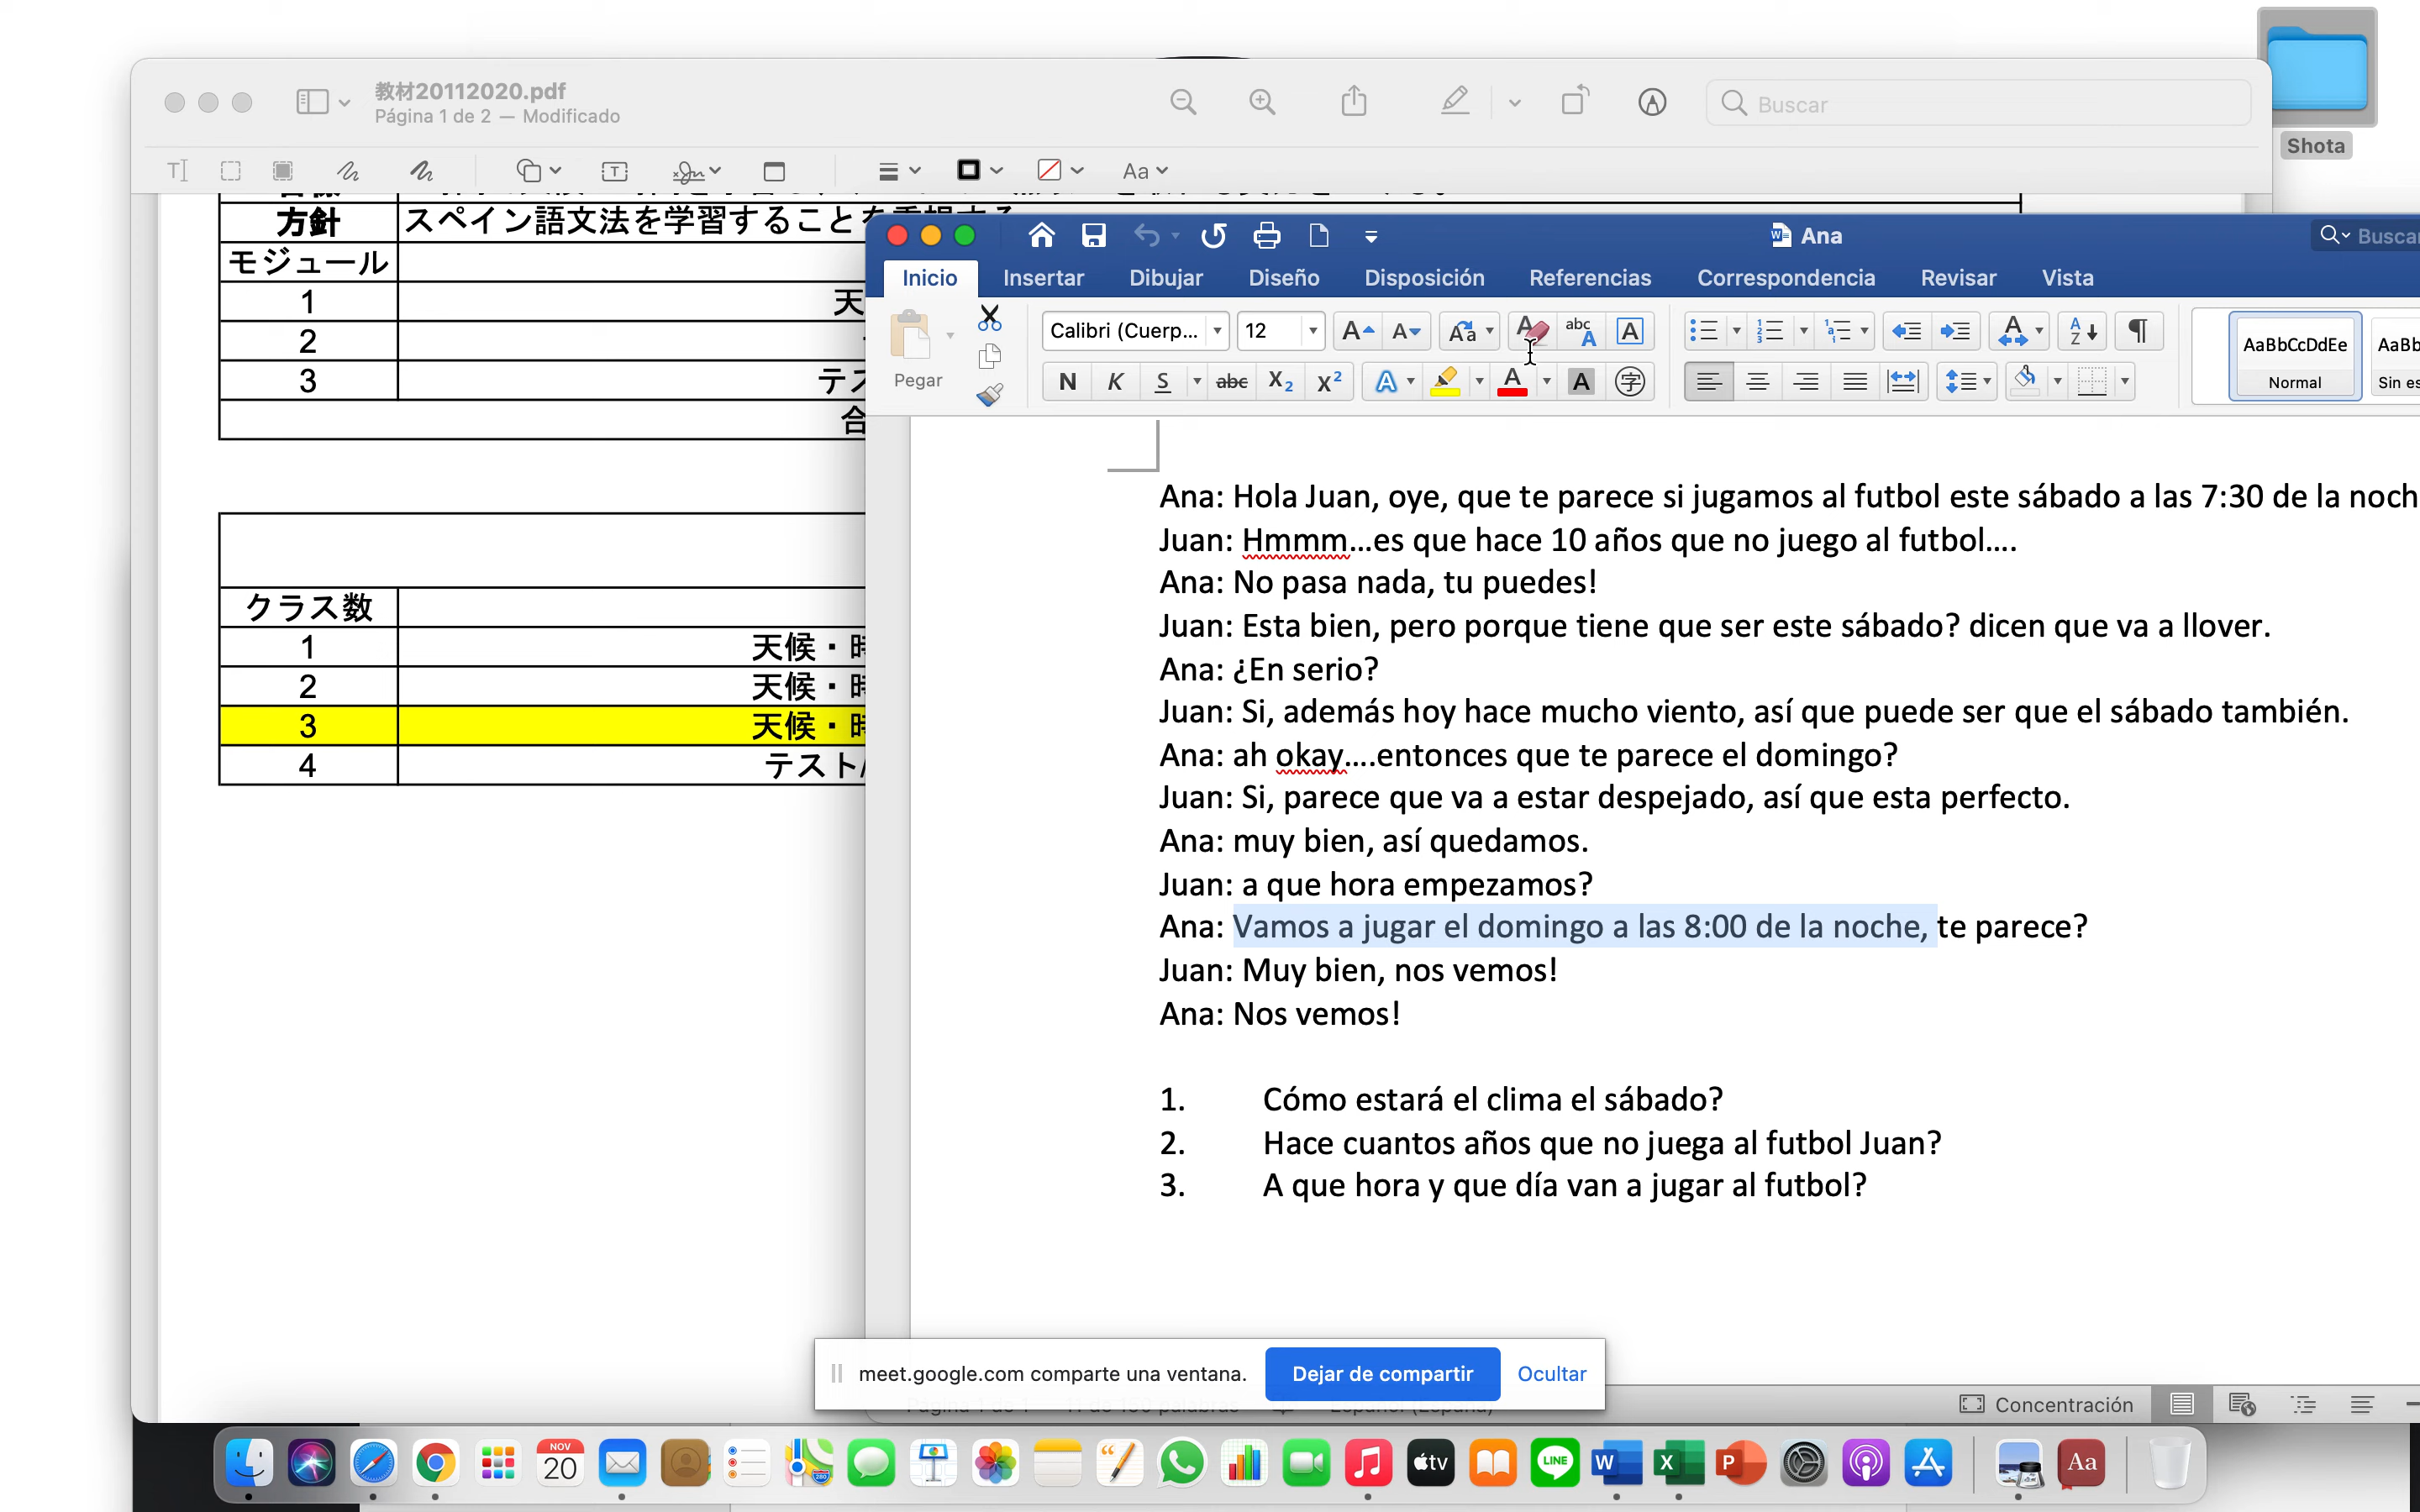 Shota
教材20112020.pdf
Página 1 de 2 — Modificado
Buscar
Aa
方針 スペイン語文法を学習することを
モジュール
1 天
2
3 テス
合
クラス数
1 天候・時
2 天候・時
3 天候・時
4 テスト/
Ana
Buscar
Inicio Insertar Dibujar Diseño Disposición Referencias Correspondencia Revisar Vista
Pegar
Calibri (Cuerp... 12
N K S abc X₂ X²
AaBbCcDdEe
Normal
AaBb
Sin es
Ana: Hola Juan, oye, que te parece si jugamos al futbol este sábado a las 7:30 de la noch
Juan: Hmmm...es que hace 10 años que no juego al futbol....
Ana: No pasa nada, tu puedes!
Juan: Esta bien, pero porque tiene que ser este sábado? dicen que va a llover.
Ana: ¿En serio?
Juan: Si, además hoy hace mucho viento, así que puede ser que el sábado también.
Ana: ah okay....entonces que te parece el domingo?
Juan: Si, parece que va a estar despejado, así que esta perfecto.
Ana: muy bien, así quedamos.
Juan: a que hora empezamos?
Ana: Vamos a jugar el domingo a las 8:00 de la noche, te parece?
Juan: Muy bien, nos vemos!
Ana: Nos vemos!
1. Cómo estará el clima el sábado?
2. Hace cuantos años que no juega al futbol Juan?
3. A que hora y que día van a jugar al futbol?
meet.google.com comparte una ventana. Dejar de compartir Ocultar
Concentración
NOV
20
280
tv
LINE
W
X
P
Aa